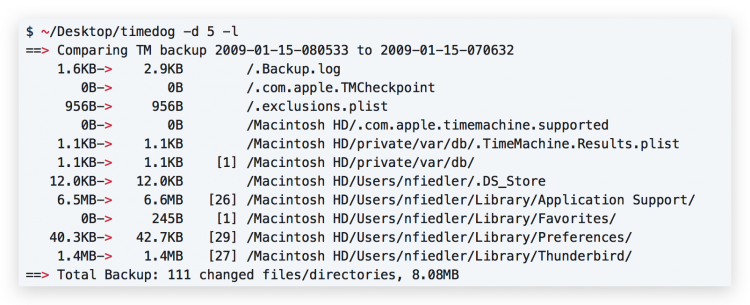 $ ~/Desktop/timedog -d 5 -l
==> Comparing TM backup 2009-01-15-080533 to 2009-01-15-070632
1.6KB-> 2.9KB /.Backup.log
0B-> 0B /.com.apple.TMCheckpoint
956B-> 956B /.exclusions.plist
0B-> 0B /Macintosh HD/.com.apple.timemachine.supported
1.1KB-> 1.1KB /Macintosh HD/private/var/db/.TimeMachine.Results.plist
1.1KB-> 1.1KB [1] /Macintosh HD/private/var/db/
12.0KB-> 12.0KB /Macintosh HD/Users/nfiedler/.DS_Store
6.5MB-> 6.6MB [26] /Macintosh HD/Users/nfiedler/Library/Application Support/
0B-> 245B [1] /Macintosh HD/Users/nfiedler/Library/Favorites/
40.3KB-> 42.7KB [29] /Macintosh HD/Users/nfiedler/Library/Preferences/
1.4MB-> 1.4MB [27] /Macintosh HD/Users/nfiedler/Library/Thunderbird/
==> Total Backup: 111 changed files/directories, 8.08MB